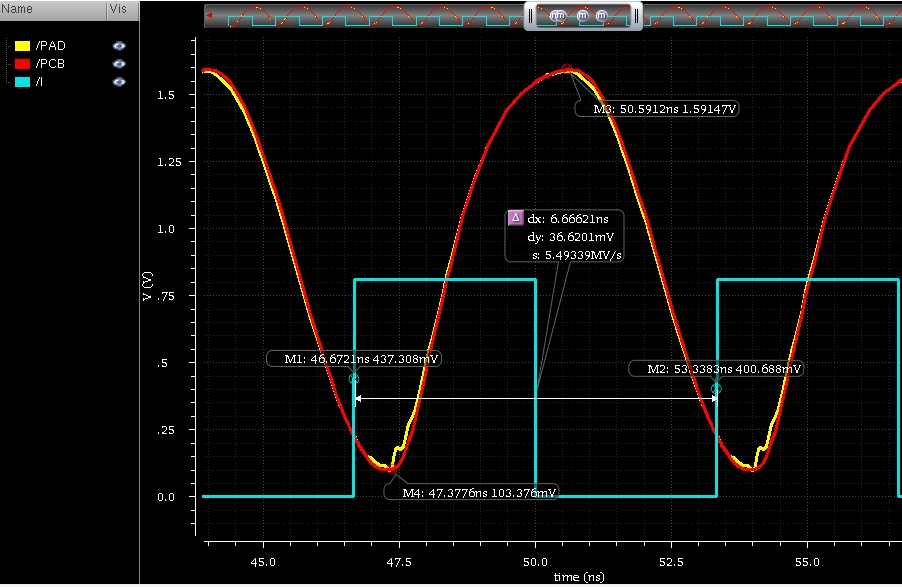 Name Vis
/PAD
/PCB
/I
m m m
1.5
M3: 50.5912ns 1.59147V
1.25
Δ dx: 6.66621ns
1.0
dy: 36.6201mV
s: 5.49339MV/s
V (V)
.75
M1: 46.6721ns 437.308mV
.5
M2: 53.3383ns 400.688mV
.25
M4: 47.3776ns 103.376mV
0.0
45.0 47.5 50.0 52.5 55.0
time (ns)